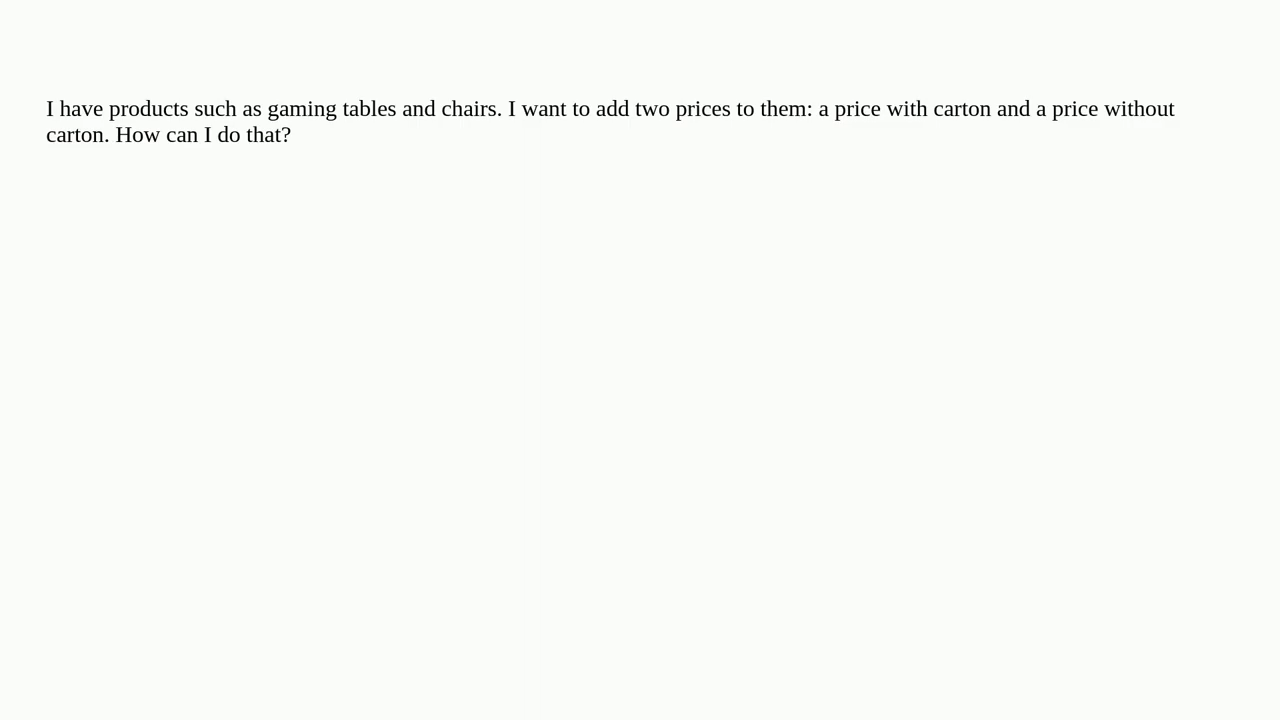 I have products such as gaming tables and chairs. I want to add two prices to them: a price with carton and a price without
carton. How can I do that?